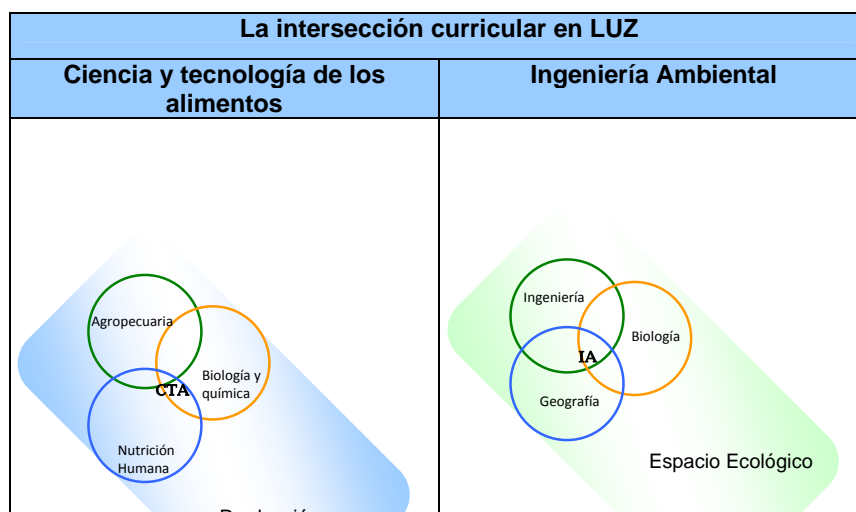 La intersección curricular en LUZ
Ciencia y tecnología de los
alimentos
Ingeniería Ambiental
Agropecuaria
Biología y
química
CTA
Nutrición
Humana
Ingeniería
Biología
IA
Geografía
Espacio Ecológico